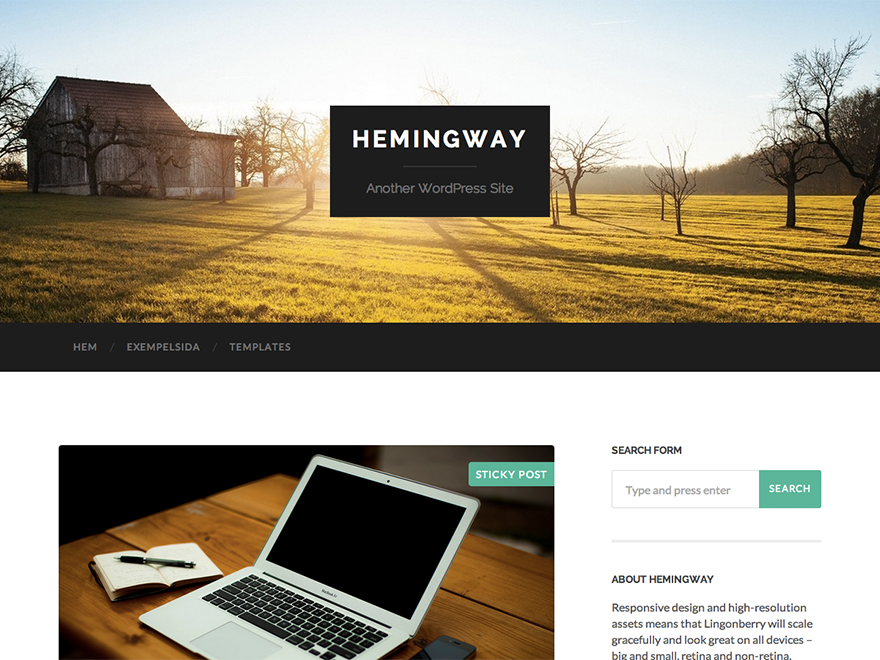 HEMINGWAY
Another WordPress Site
HEM / EXEMPELSIDA / TEMPLATES
STICKY POST
SEARCH FORM
Type and press enter
SEARCH
ABOUT HEMINGWAY
Responsive design and high-resolution
assets means that Lingonberry will scale
gracefully and look great on all devices –
big and small, retina and non-retina.